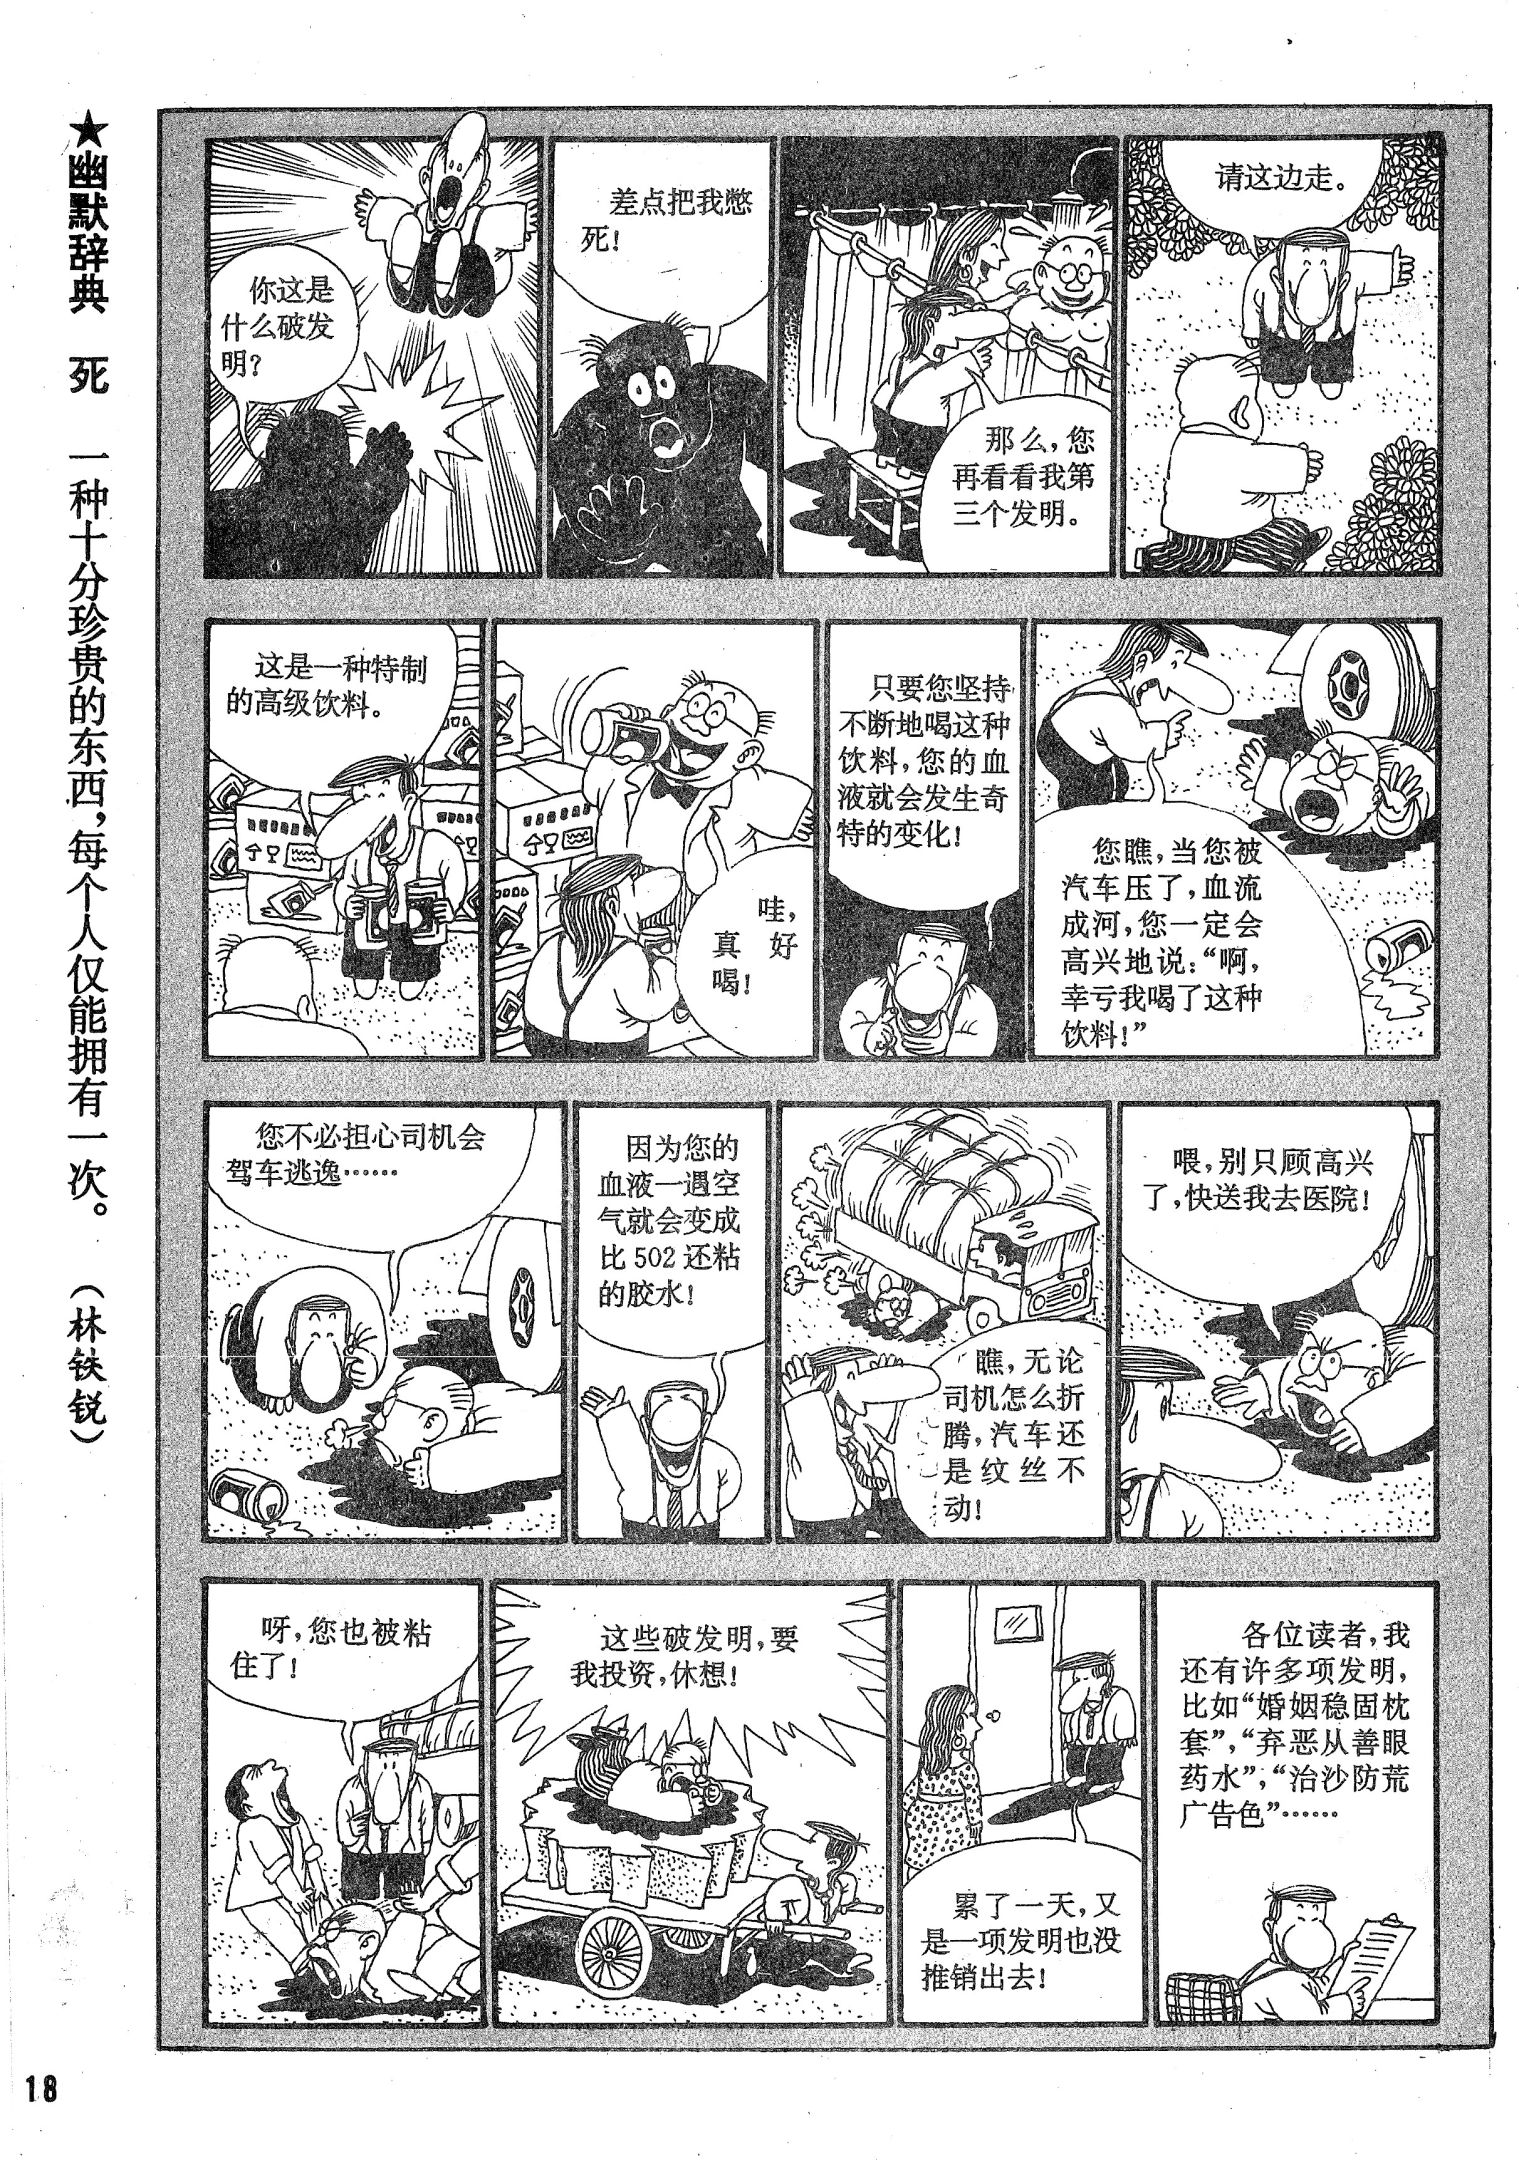 ★幽默辞典 死 一种十分珍贵的东西，每个人仅能拥有一次。 （林铁锐）
你这是
什么破发
明？
差点把我憋
死！
那么，您
再看看我第
三个发明。
请这边走。
这是一种特制
的高级饮料。
哇，
真好
喝！
只要您坚持
不断地喝这种
饮料，您的血
液就会发生奇
特的变化！
您瞧，当您被
汽车压了，血流
成河，您一定会
高兴地说：“啊，
幸亏我喝了这种
饮料！”
您不必担心司机会
驾车逃逸……
因为您的
血液一遇空
气就会变成
比502还粘
的胶水！
瞧，无论
司机怎么折
腾，汽车还
是纹丝不
动！
喂，别只顾高兴
了，快送我去医院！
呀，您也被粘
住了！
这些破发明，要
我投资，休想！
累了一天，又
是一项发明也没
推销出去！
各位读者，我
还有许多项发明，
比如“婚姻稳固枕
套”，“弃恶从善眼
药水”，“治沙防荒
广告色”……
18